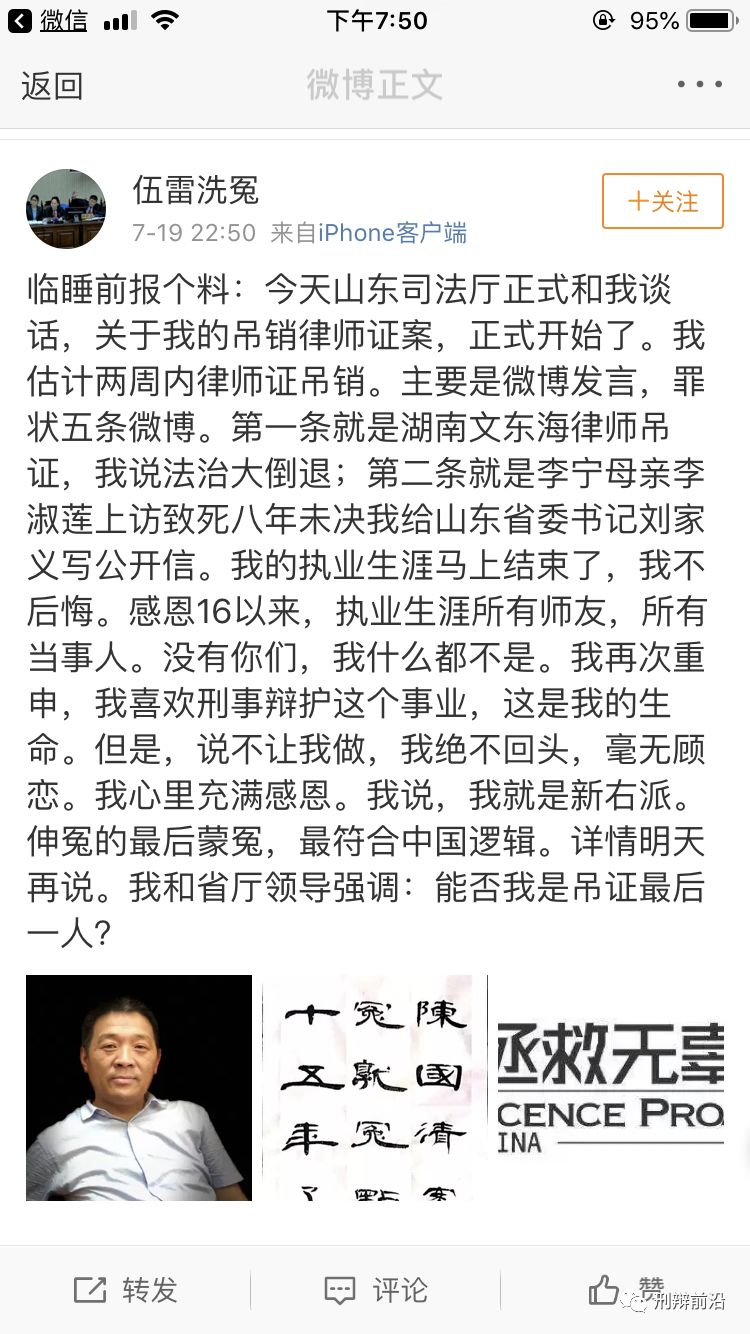 微信
下午7:50
95%
返回
微博正文
伍雷洗冤
7-19 22:50 来自iPhone客户端
+关注
临睡前报个料：今天山东司法厅正式和我谈
话，关于我的吊销律师证案，正式开始了。我
估计两周内律师证吊销。主要是微博发言，罪
状五条微博。第一条就是湖南文东海律师吊
证，我说法治大倒退；第二条就是李宁母亲李
淑莲上访致死八年未决我给山东省委书记刘家
义写公开信。我的执业生涯马上结束了，我不
后悔。感恩16以来，执业生涯所有师友，所有
当事人。没有你们，我什么都不是。我再次重
申，我喜欢刑事辩护这个事业，这是我的生
命。但是，说不让我做，我绝不回头，毫无顾
恋。我心里充满感恩。我说，我就是新右派。
伸冤的最后蒙冤，最符合中国逻辑。详情明天
再说。我和省厅领导强调：能否我是吊证最后
一人？
陳國清
冤就冤
十五年
拯救无辜
CENCE PRO
INA
转发
评论
赞
刑辩前沿